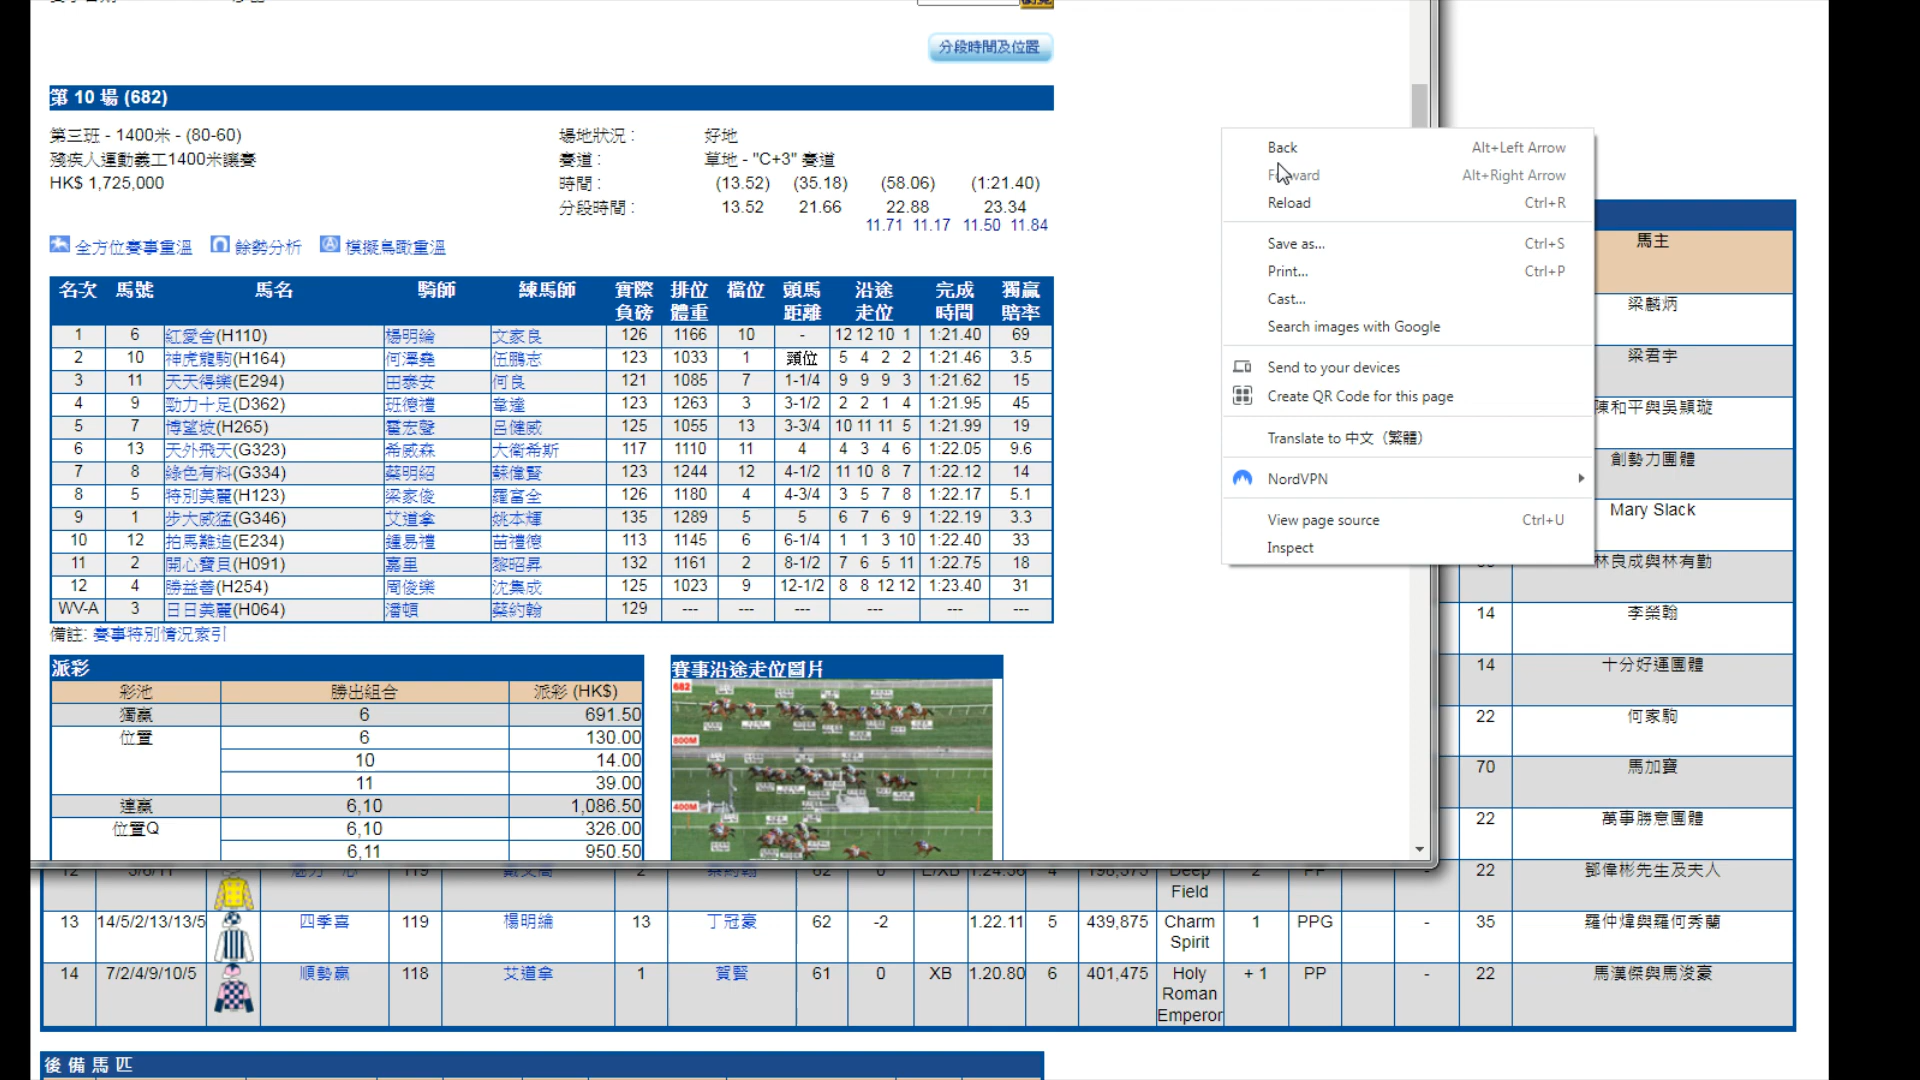 分段時間及位置
第 10 場 (682)
第三班 - 1400米 - (80-60) 場地狀況 : 好地
殘疾人運動義工1400米讓賽 賽道 : 草地 - "C+3" 賽道
HK$ 1,725,000 時間 : (13.52) (35.18) (58.06) (1:21.40)
分段時間 : 13.52 21.66 22.88 23.34
11.71 11.17 11.50 11.84
全方位賽事重溫 餘勢分析 模擬鳥瞰重溫
名次 馬號 馬名 騎師 練馬師 實際負磅 排位體重 檔位 頭馬距離 沿途走位 完成時間 獨贏賠率
1 6 紅愛舍(H110) 楊明綸 文家良 126 1166 10 - 12 12 10 1 1:21.40 69
2 10 神虎龍駒(H164) 何澤堯 伍鵬志 123 1033 1 頸位 5 4 2 2 1:21.46 3.5
3 11 天天得樂(E294) 田泰安 何良 121 1085 7 1-1/4 9 9 9 3 1:21.62 15
4 9 勁力十足(D362) 班德禮 韋達 123 1263 3 3-1/2 2 2 1 4 1:21.95 45
5 7 博望坡(H265) 霍宏聲 呂健威 125 1055 13 3-3/4 10 11 11 5 1:21.99 19
6 13 天外飛天(G323) 希威森 大衛希斯 117 1110 11 4 4 3 4 6 1:22.05 9.6
7 8 綠色有料(G334) 蔡明紹 蘇偉賢 123 1244 12 4-1/2 11 10 8 7 1:22.12 14
8 5 特別美麗(H123) 梁家俊 羅富全 126 1180 4 4-3/4 3 5 7 8 1:22.17 5.1
9 1 步大威猛(G346) 艾道拿 姚本輝 135 1289 5 5 6 7 6 9 1:22.19 3.3
10 12 拍馬難追(E234) 鍾易禮 苗禮德 113 1145 6 6-1/4 1 1 3 10 1:22.40 33
11 2 開心寶貝(H091) 嘉里 黎昭昇 132 1161 2 8-1/2 7 6 5 11 1:22.75 18
12 4 勝益善(H254) 周俊樂 沈集成 125 1023 9 12-1/2 8 8 12 12 1:23.40 31
WV-A 3 日日美麗(H064) 潘頓 蔡約翰 129 --- --- --- --- --- ---
備註: 賽事特別情況索引
派彩
彩池 勝出組合 派彩 (HK$)
獨贏 6 691.50
位置 6 130.00
10 14.00
11 39.00
連贏 6,10 1,086.50
位置Q 6,10 326.00
6,11 950.50
賽事沿途走位圖片
682
800M
400M
Back Alt+Left Arrow
Forward Alt+Right Arrow
Reload Ctrl+R
Save as... Ctrl+S
Print... Ctrl+P
Cast...
Search images with Google
Send to your devices
Create QR Code for this page
Translate to 中文（繁體）
NordVPN
View page source Ctrl+U
Inspect
馬主
梁麟炳
梁君宇
陳和平與吳穎璇
創勢力團體
Mary Slack
林良成與林有勤
14 李榮翰
14 十分好運團體
22 何家駒
70 馬加寶
22 萬事勝意團體
22 鄧偉彬先生及夫人
Deep Field
13 14/5/2/13/13/5 四季喜 119 楊明綸 13 丁冠豪 62 -2 1.22.11 5 439,875 Charm Spirit 1 PPG - 35 羅仲煒與羅何秀蘭
14 7/2/4/9/10/5 順勢贏 118 艾道拿 1 賀賢 61 0 XB 1.20.80 6 401,475 Holy Roman Emperor + 1 PP - 22 馬漢傑與馬浚豪
後備馬匹